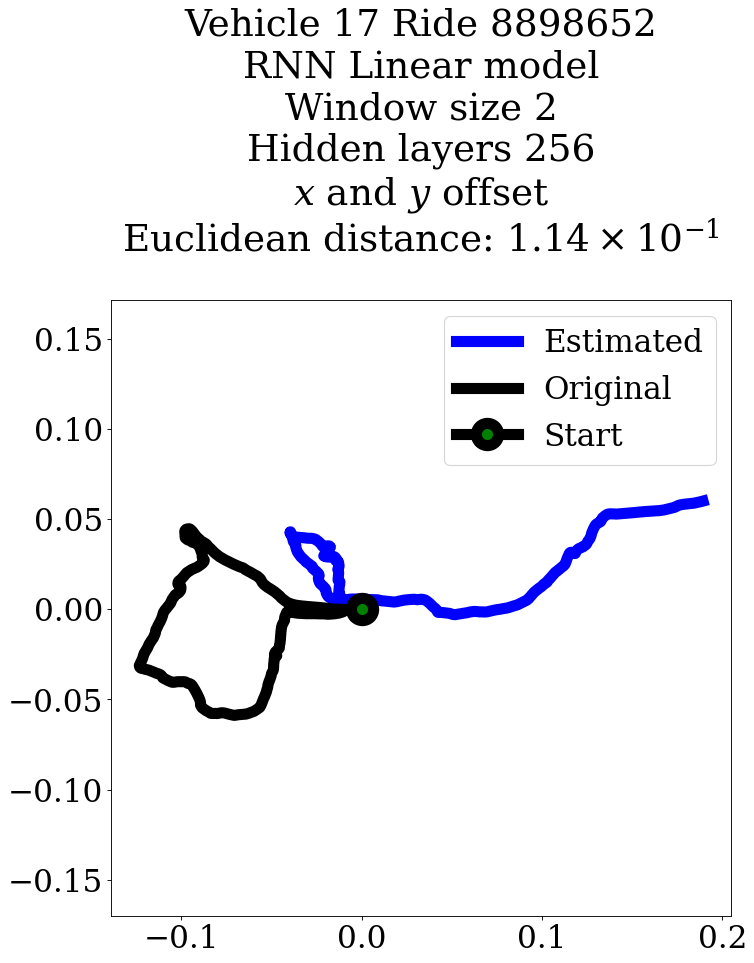 Vehicle 17 Ride 8898652
RNN Linear model
Window size 2
Hidden layers 256
x and y offset
Euclidean distance: 1.14 × 10⁻¹
Estimated
Original
Start
0.15
0.10
0.05
0.00
−0.05
−0.10
−0.15
−0.1 0.0 0.1 0.2